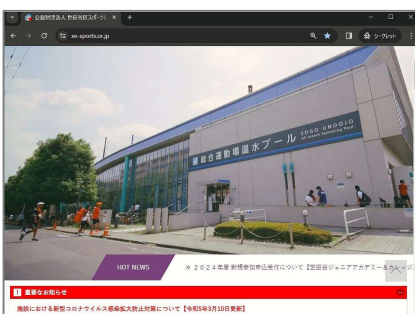 公益財団法人 世田谷区スポーツ
se-sports.or.jp
シークレット
総合運動場温水プール
SOGO UNDOJO
HOT NEWS
» 2024年度 新規参加申込受付について【世田谷ジュニアアカデミー&カレッジ
重要なお知らせ
施設における新型コロナウイルス感染拡大防止対策について【令和5年3月10日更新】